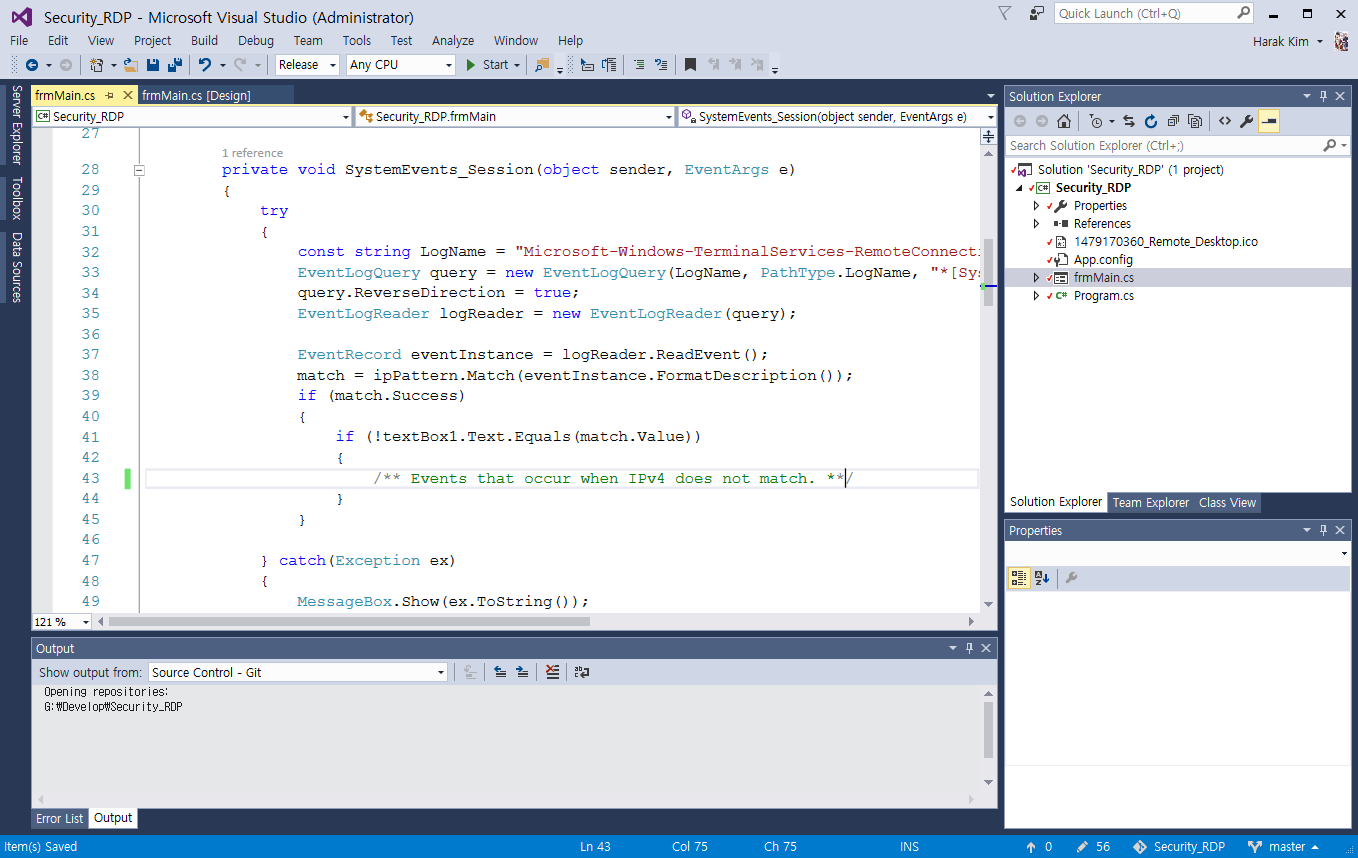 Security_RDP - Microsoft Visual Studio (Administrator)
Quick Launch (Ctrl+Q)
File Edit View Project Build Debug Team Tools Test Analyze Window Help
Harak Kim
Release Any CPU Start
Server Explorer
Toolbox
Data Sources
frmMain.cs frmMain.cs [Design]
C# Security_RDP Security_RDP.frmMain SystemEvents_Session(object sender, EventArgs e)
27
1 reference
28 private void SystemEvents_Session(object sender, EventArgs e)
29 {
30 try
31 {
32 const string LogName = "Microsoft-Windows-TerminalServices-RemoteConnecti
33 EventLogQuery query = new EventLogQuery(LogName, PathType.LogName, "*[Sys
34 query.ReverseDirection = true;
35 EventLogReader logReader = new EventLogReader(query);
36
37 EventRecord eventInstance = logReader.ReadEvent();
38 match = ipPattern.Match(eventInstance.FormatDescription());
39 if (match.Success)
40 {
41 if (!textBox1.Text.Equals(match.Value))
42 {
43 /** Events that occur when IPv4 does not match. **/
44 }
45 }
46
47 } catch(Exception ex)
48 {
49 MessageBox.Show(ex.ToString());
121 %
Output
Show output from: Source Control - Git
Opening repositories:
G:₩Develop₩Security_RDP
Error List Output
Solution Explorer
Search Solution Explorer (Ctrl+;)
Solution 'Security_RDP' (1 project)
C# Security_RDP
Properties
References
1479170360_Remote_Desktop.ico
App.config
frmMain.cs
C# Program.cs
Solution Explorer Team Explorer Class View
Properties
Item(s) Saved Ln 43 Col 75 Ch 75 INS 0 56 Security_RDP master